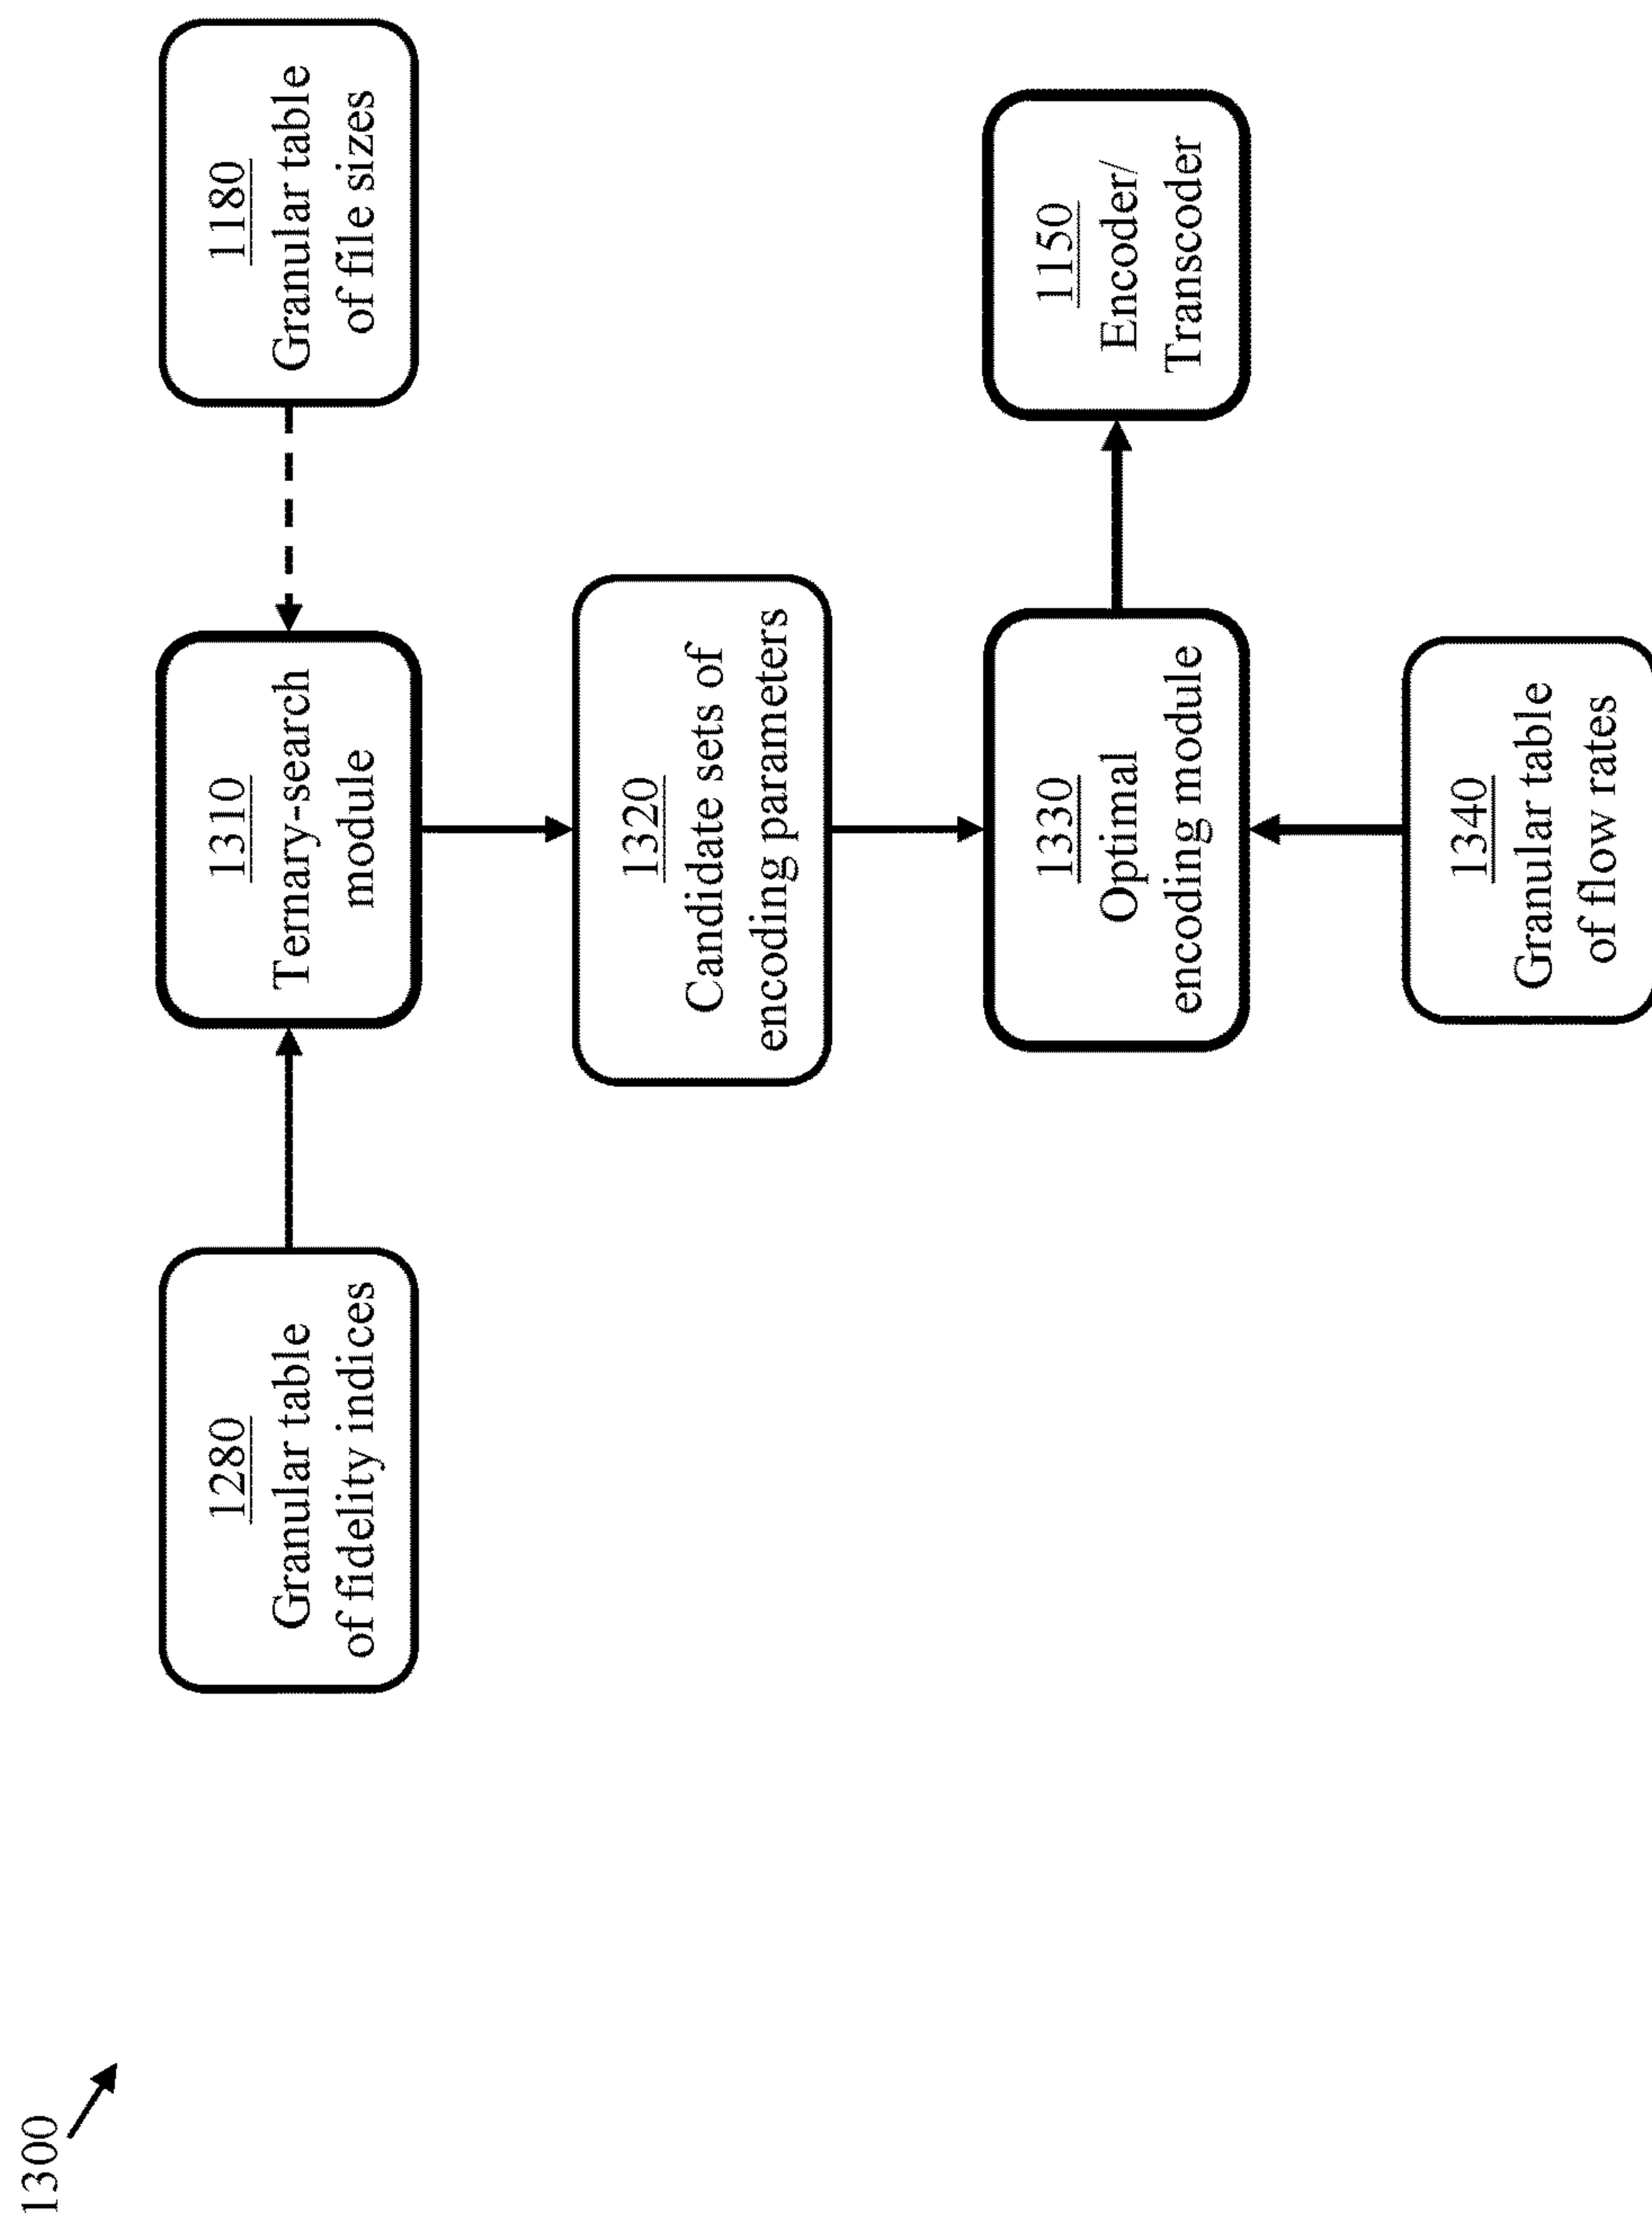 1300
1280
Granular table
of fidelity indices
1310
Ternary-search
module
1180
Granular table
of file sizes
1320
Candidate sets of
encoding parameters
1330
Optimal
encoding module
1150
Encoder/
Transcoder
1340
Granular table
of flow rates